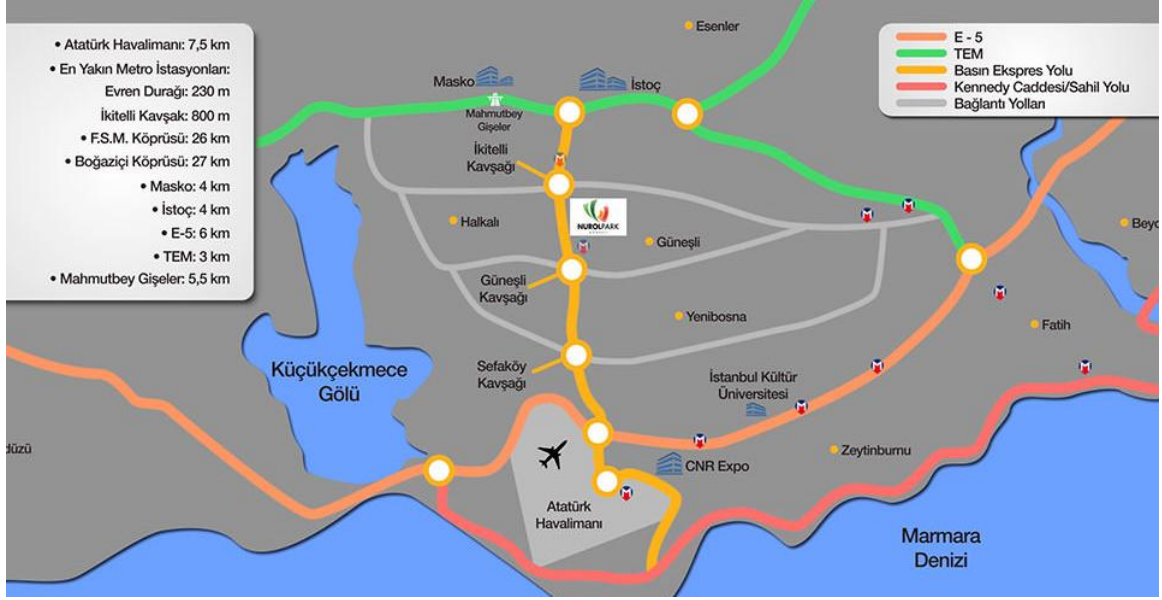 • Atatürk Havalimanı: 7,5 km
• En Yakın Metro İstasyonları:
Evren Durağı: 230 m
İkitelli Kavşak: 800 m
• F.S.M. Köprüsü: 26 km
• Boğaziçi Köprüsü: 27 km
• Masko: 4 km
• İstoç: 4 km
• E-5: 6 km
• TEM: 3 km
• Mahmutbey Gişeler: 5,5 km
E - 5
TEM
Basın Ekspres Yolu
Kennedy Caddesi/Sahil Yolu
Bağlantı Yolları
Esenler
Masko
İstoç
Mahmutbey
Gişeler
İkitelli
Kavşağı
NUROLPARK
Halkalı
Güneşli
Beyo
Güneşli
Kavşağı
Yenibosna
Fatih
Sefaköy
Kavşağı
Küçükçekmece
Gölü
İstanbul Kültür
Üniversitesi
düzü
Zeytinburnu
CNR Expo
Atatürk
Havalimanı
Marmara
Denizi